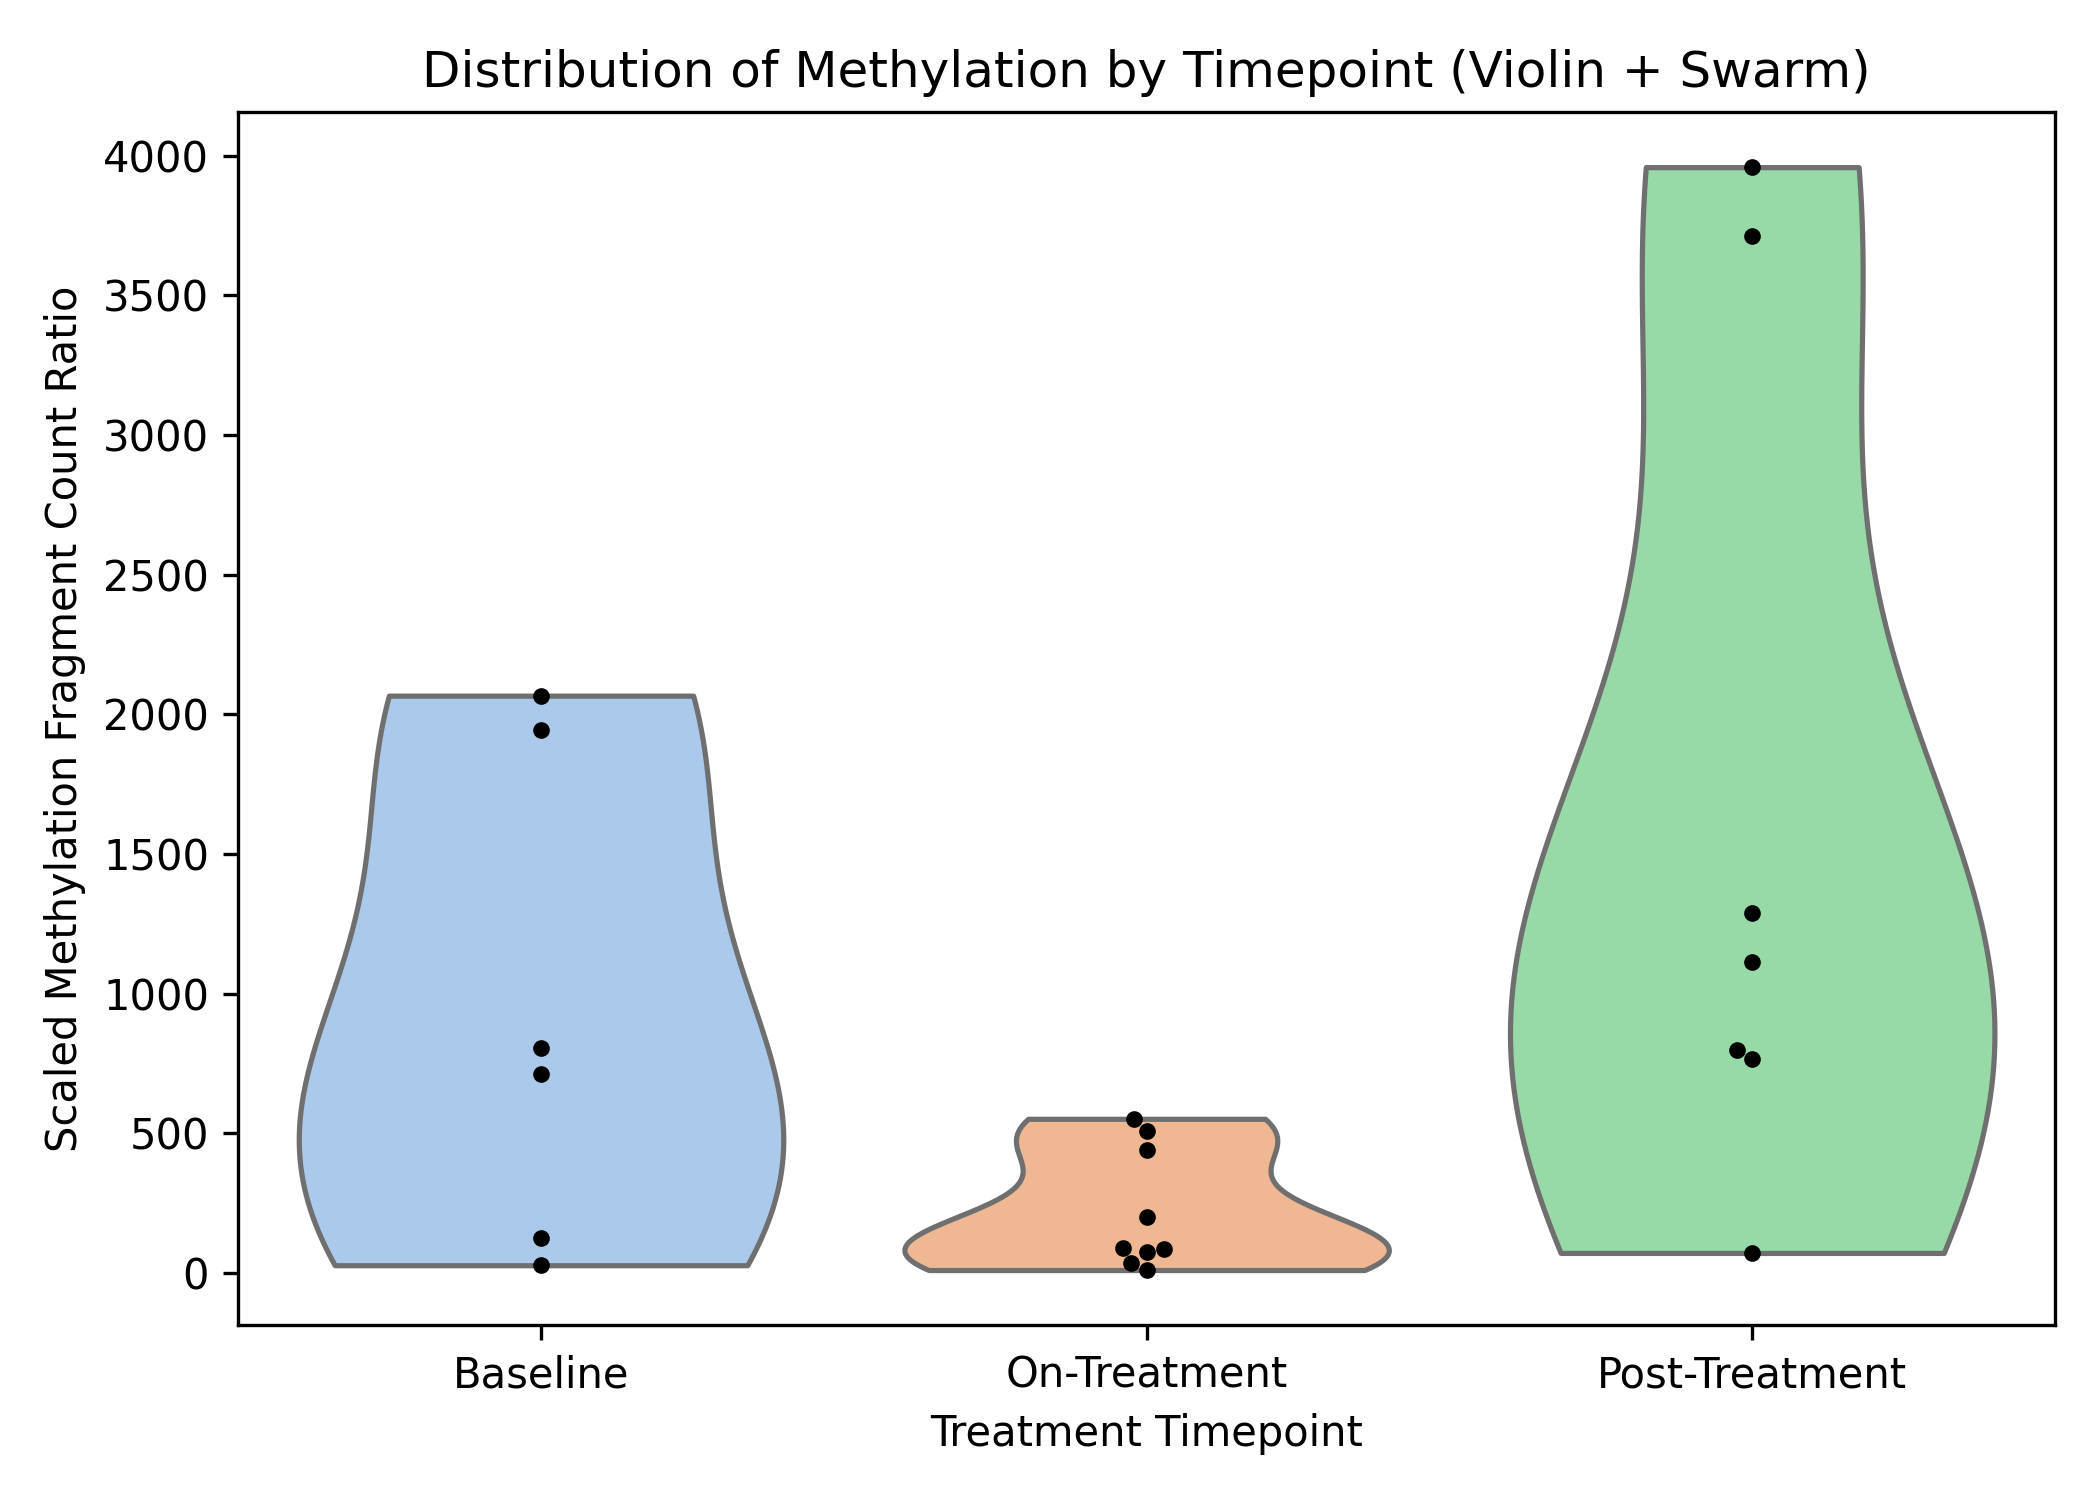 Distribution of Methylation by Timepoint (Violin + Swarm)
Scaled Methylation Fragment Count Ratio
4000
3500
3000
2500
2000
1500
1000
500
0
Baseline
On-Treatment
Post-Treatment
Treatment Timepoint